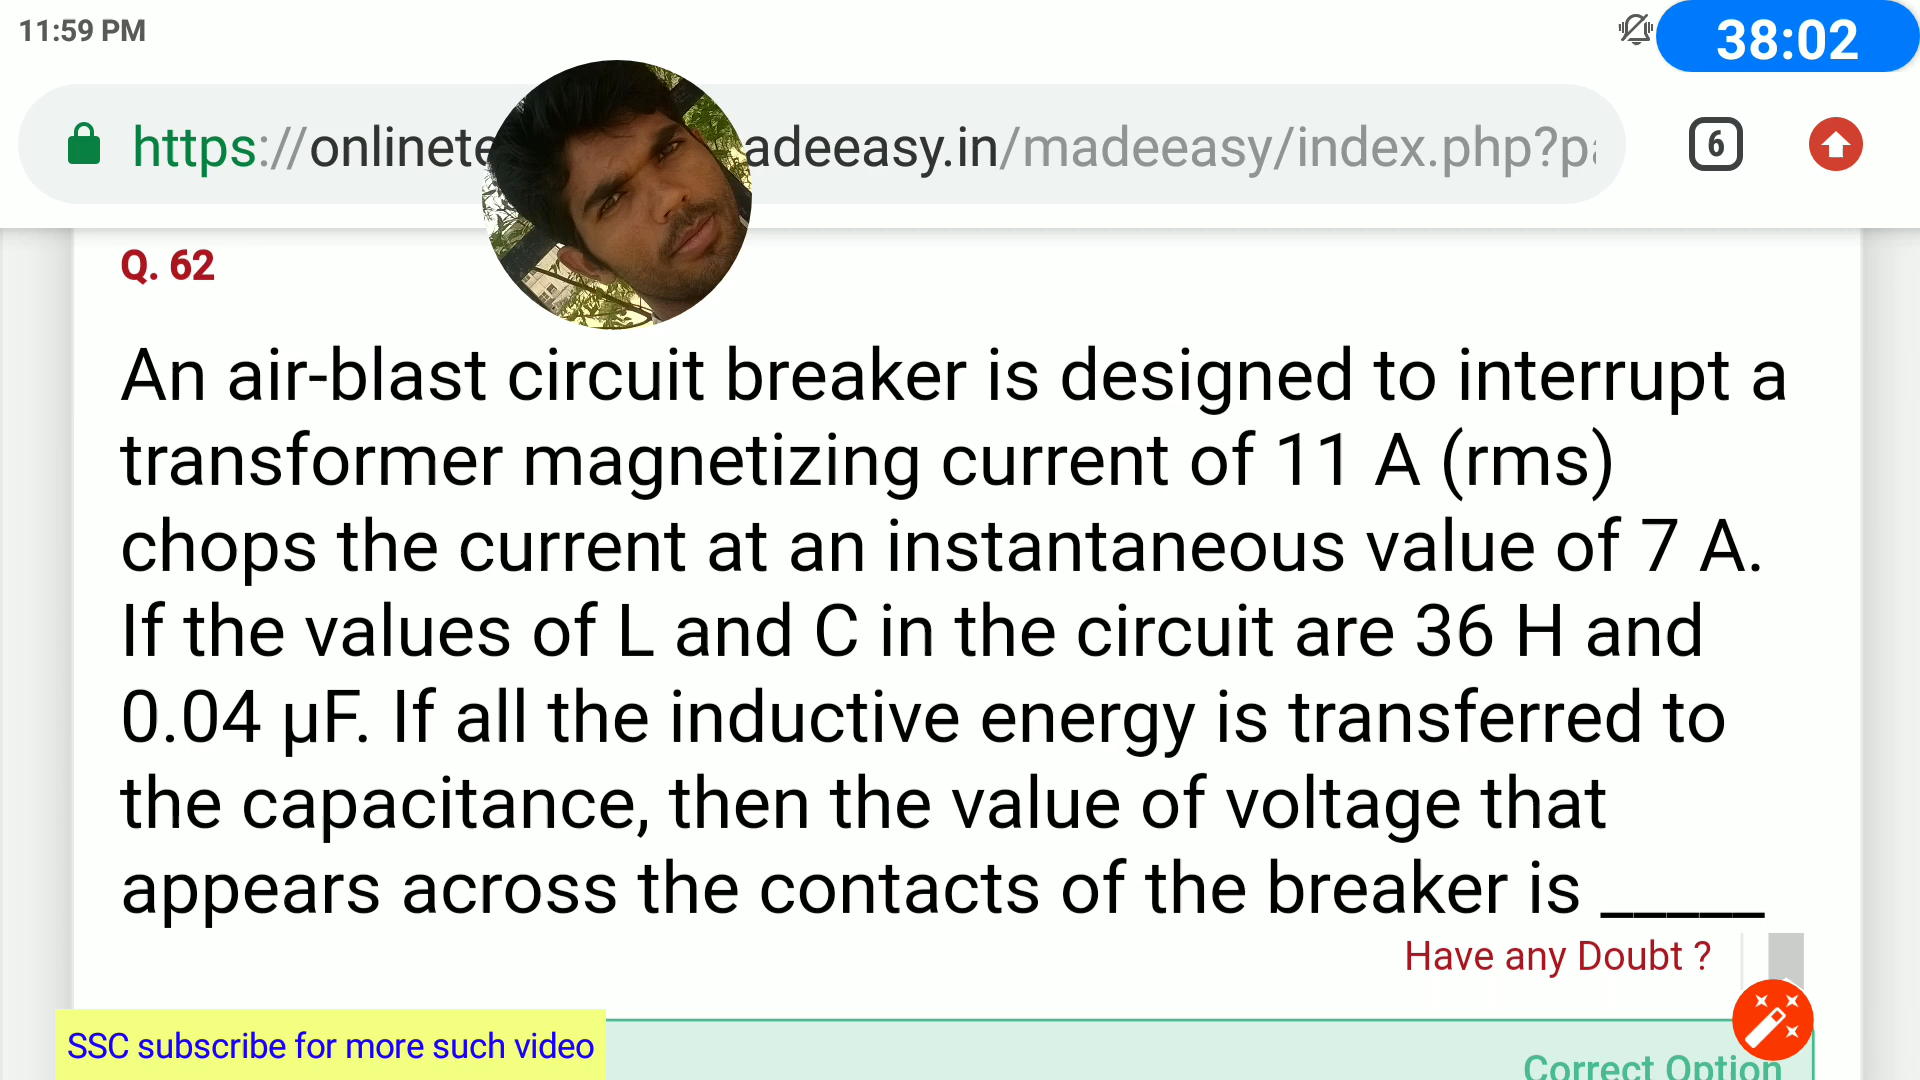 11:59 PM
38:02
https://onlinete adeeasy.in/madeeasy/index.php?pa
6
Q. 62
An air-blast circuit breaker is designed to interrupt a
transformer magnetizing current of 11 A (rms)
chops the current at an instantaneous value of 7 A.
If the values of L and C in the circuit are 36 H and
0.04 µF. If all the inductive energy is transferred to
the capacitance, then the value of voltage that
appears across the contacts of the breaker is _____
Have any Doubt ?
SSC subscribe for more such video
Correct Option